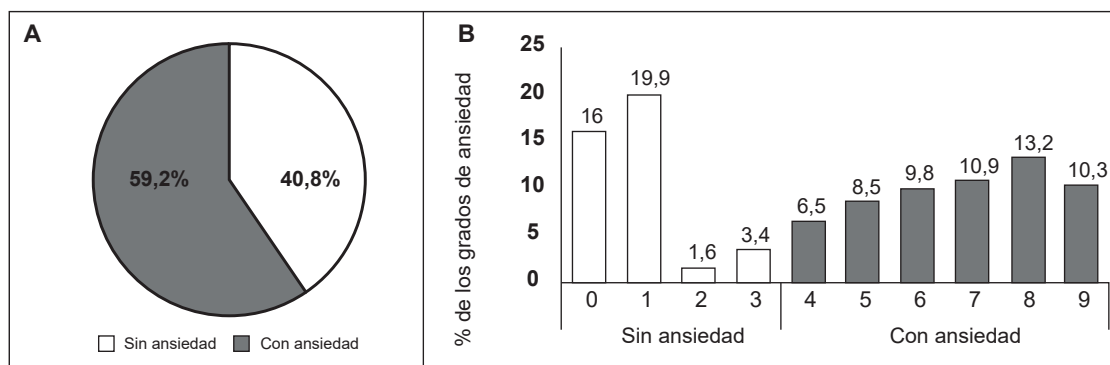 A
59,2%
40,8%
Sin ansiedad
Con ansiedad
B
% de los grados de ansiedad
25
20
15
10
5
0
16
19,9
1,6
3,4
6,5
8,5
9,8
10,9
13,2
10,3
0 1 2 3 4 5 6 7 8 9
Sin ansiedad
Con ansiedad